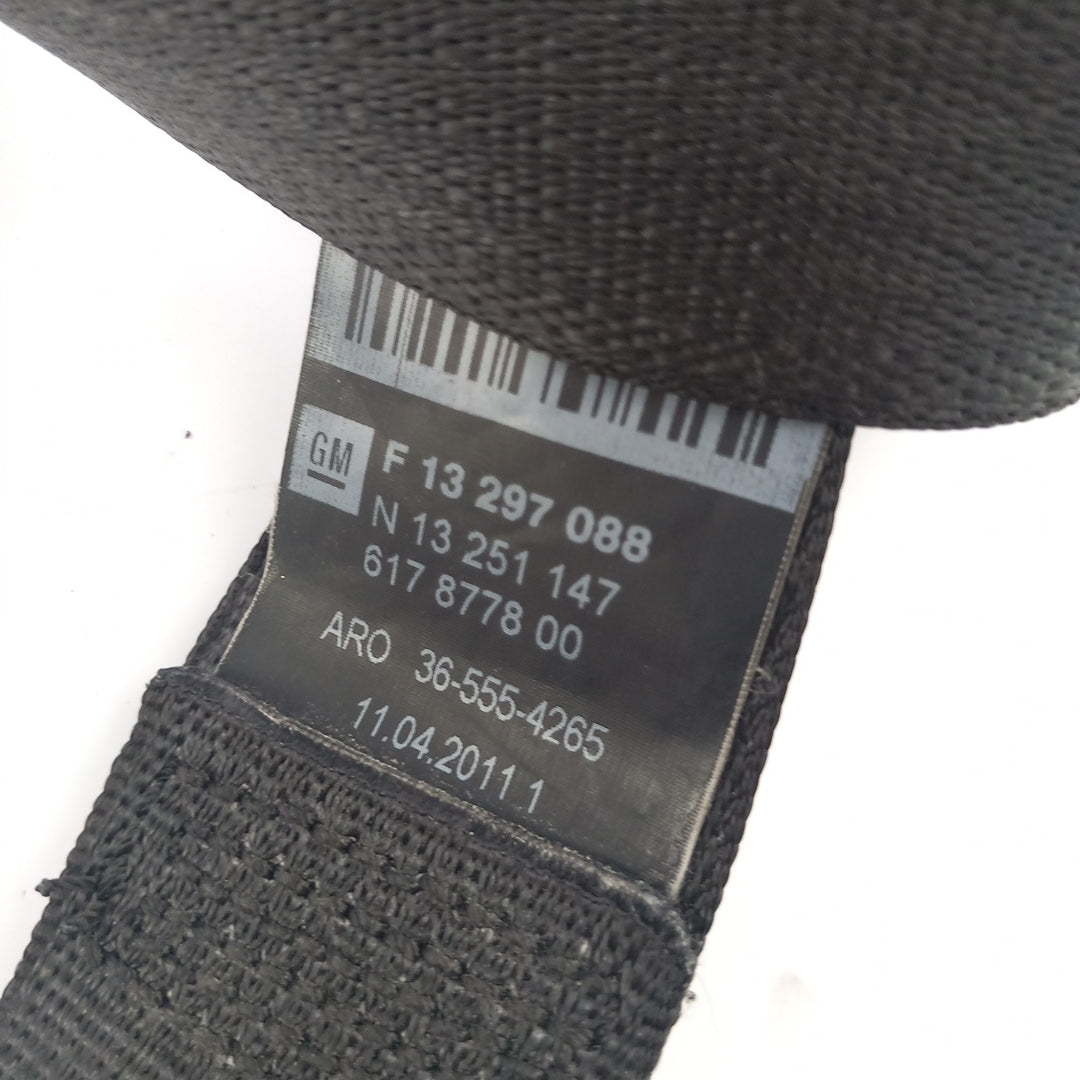 GM
F 13 297 088
N 13 251 147
617 8778 00
ARO 36-555-4265
11.04.2011 1